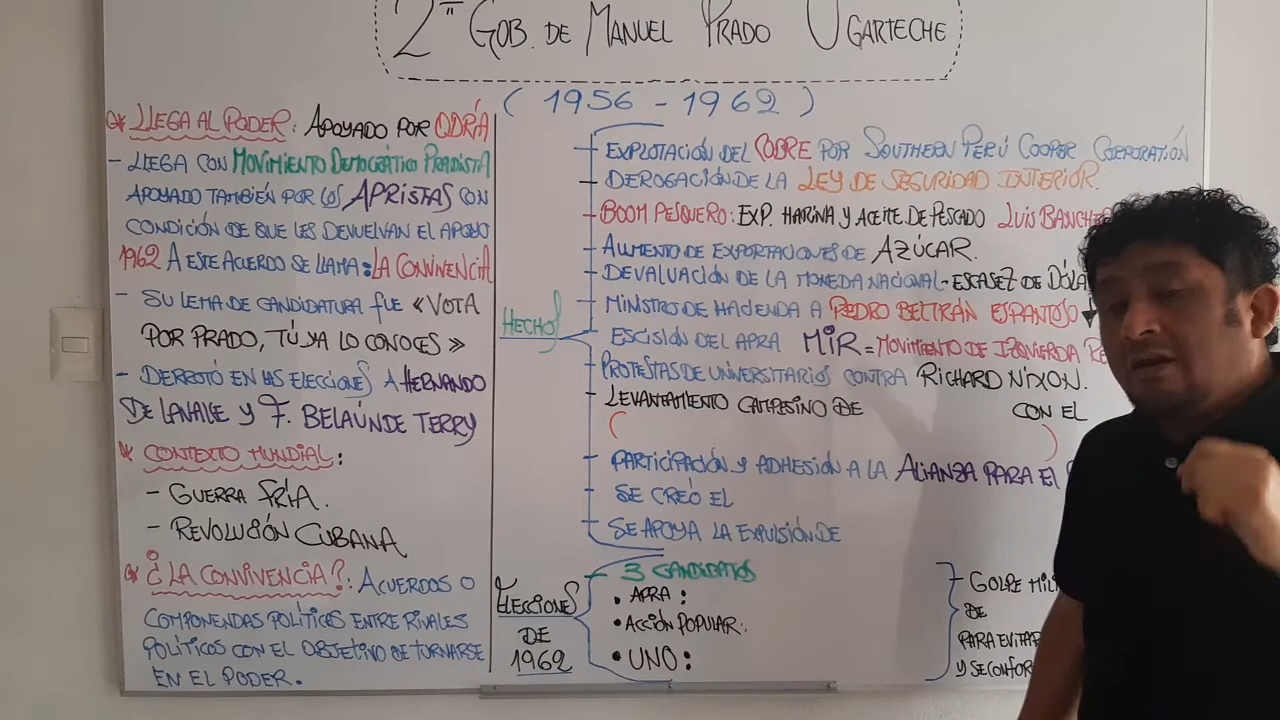 2do GOB. DE MANUEL PRADO UGARTECHE
( 1956 - 1962 )
* LLEGA AL PODER: APOYADO POR ODRÍA
- LLEGA CON MOVIMIENTO DEMOCRÁTICO PRADISTA
APOYADO TAMBIÉN POR LOS APRISTAS CON
CONDICIÓN DE QUE LES DEVUELVAN EL APOYO
1962 A ESTE ACUERDO SE LLAMA: LA CONVIVENCIA
- SU LEMA DE CANDIDATURA FUE «VOTA
POR PRADO, TÚ YA LO CONOCES»
- DERROTÓ EN LAS ELECCIONES A HERNANDO
DE LAVALLE Y F. BELAÚNDE TERRY
* CONTEXTO MUNDIAL:
- GUERRA FRÍA.
- REVOLUCIÓN CUBANA
* ¿LA CONVIVENCIA?: ACUERDOS O
COMPONENDAS POLÍTICAS ENTRE RIVALES
POLÍTICOS CON EL OBJETIVO DE TURNARSE
EN EL PODER.
HECHOS
- EXPLOTACIÓN DEL COBRE POR SOUTHERN PERÚ COOPER CORPORATIÓN
- DEROGACIÓN DE LA LEY DE SEGURIDAD INTERIOR.
- BOOM PESQUERO: EXP. HARINA Y ACEITE DE PESCADO LUIS
- AUMENTO DE EXPORTACIONES DE AZÚCAR.
- DEVALUACIÓN DE LA MONEDA NACIONAL - ESCASEZ DE
- MINISTRO DE HACIENDA A PEDRO BELTRÁN ESPANTOSO
ESCISIÓN DEL APRA MIR = MOVIMIENTO DE IZQUIERDA
- PROTESTAS DE UNIVERSITARIOS CONTRA RICHARD NIXON.
- LEVANTAMIENTO CAMPESINO DE CON EL
( )
- PARTICIPACIÓN Y ADHESIÓN A LA ALIANZA PARA EL
- SE CREÓ EL
- SE APOYA LA EXPULSIÓN DE
ELECCIONES
DE
1962
- 3 CANDIDATOS
• APRA:
• ACCIÓN POPULAR:
• UNO:
- GOLPE
DE
PARA EVITAR
Y SE